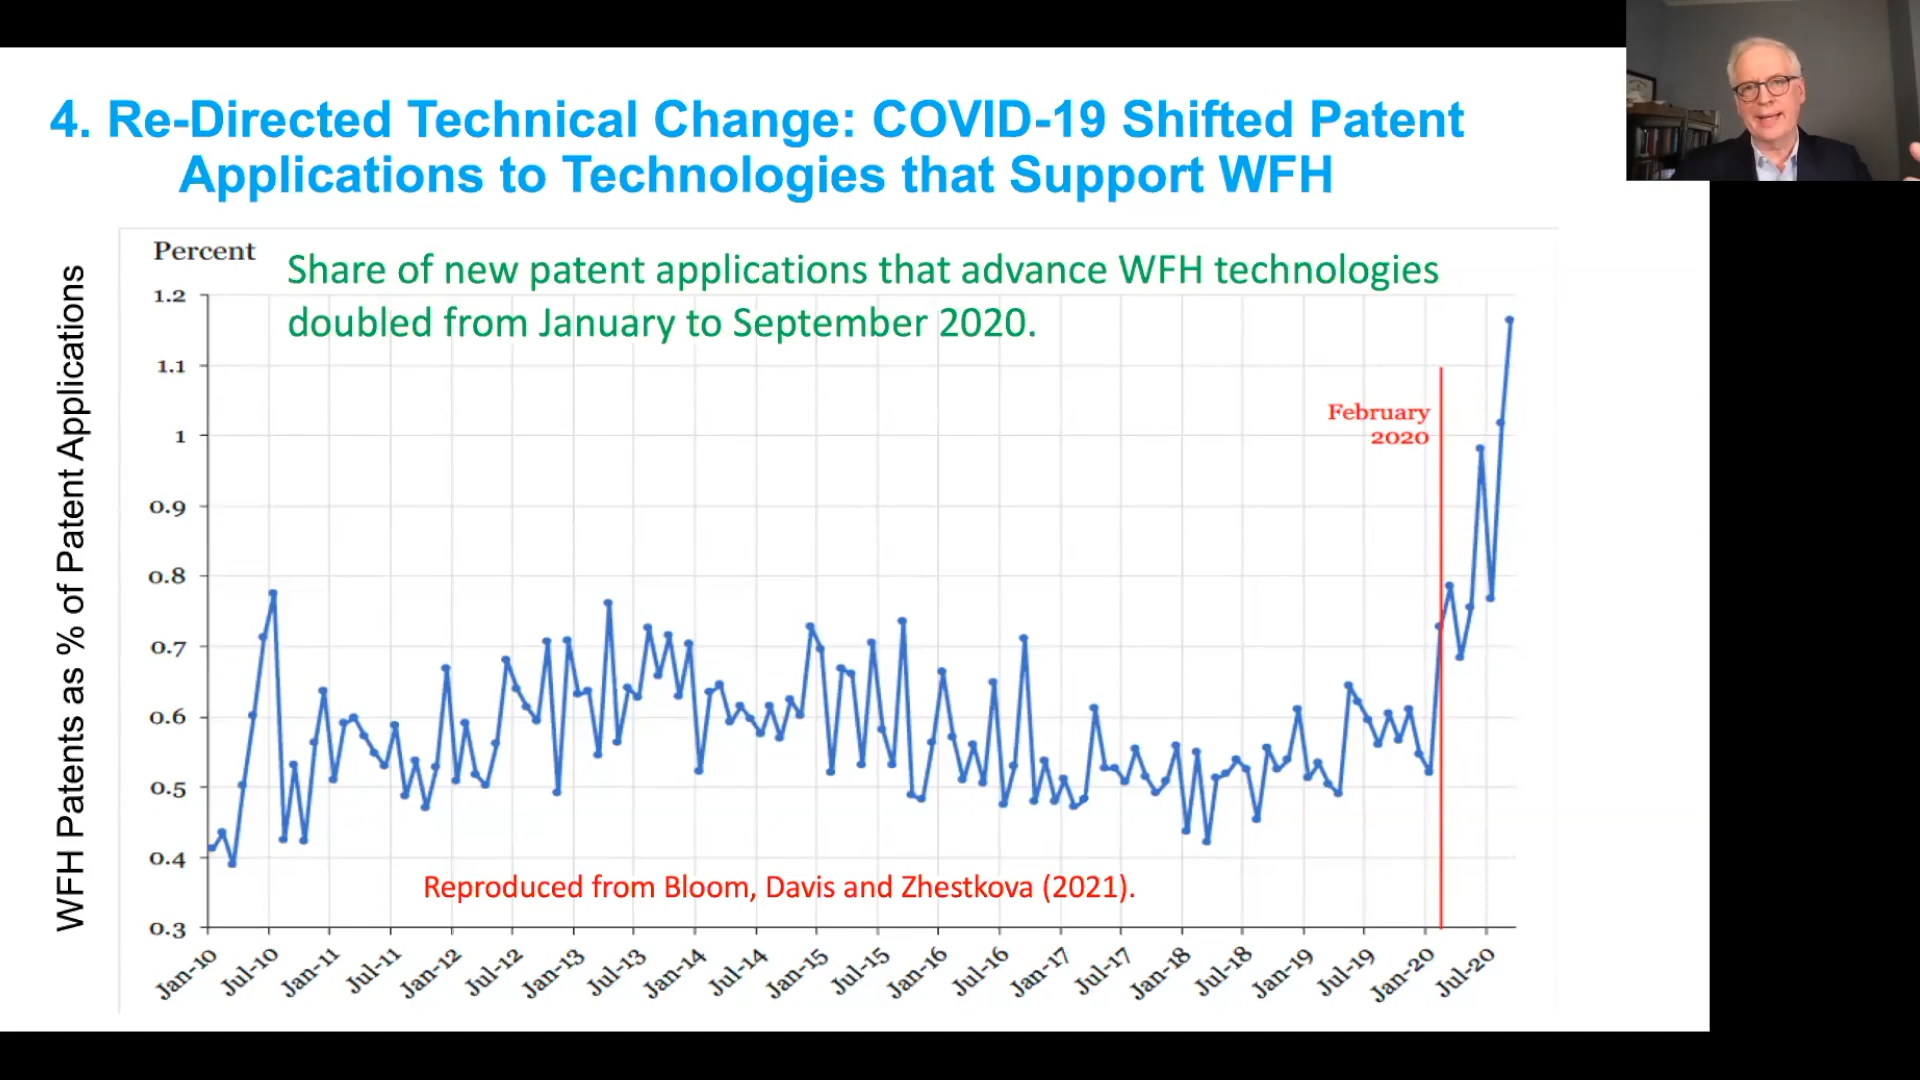 4. Re-Directed Technical Change: COVID-19 Shifted Patent
Applications to Technologies that Support WFH
WFH Patents as % of Patent Applications
Percent
Share of new patent applications that advance WFH technologies
doubled from January to September 2020.
1.2
1.1
1
0.9
0.8
0.7
0.6
0.5
0.4
0.3
February
2020
Reproduced from Bloom, Davis and Zhestkova (2021).
Jan-10
Jul-10
Jan-11
Jul-11
Jan-12
Jul-12
Jan-13
Jul-13
Jan-14
Jul-14
Jan-15
Jul-15
Jan-16
Jul-16
Jan-17
Jul-17
Jan-18
Jul-18
Jan-19
Jul-19
Jan-20
Jul-20